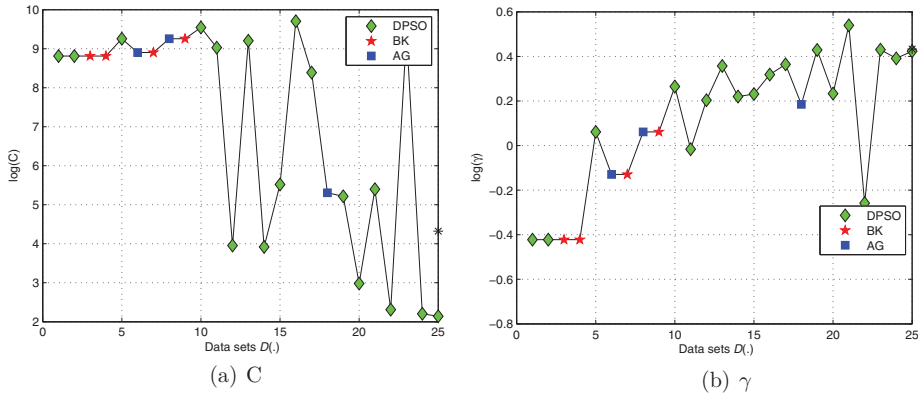 10
9
8
7
6
5
4
3
2
log(C)
0
5
10
15
20
25
Data sets D(.)
DPSO
BK
AG
(a) C
0.6
0.4
0.2
0
−0.2
−0.4
−0.6
−0.8
log(γ)
0
5
10
15
20
25
Data sets D(.)
DPSO
BK
AG
(b) γ